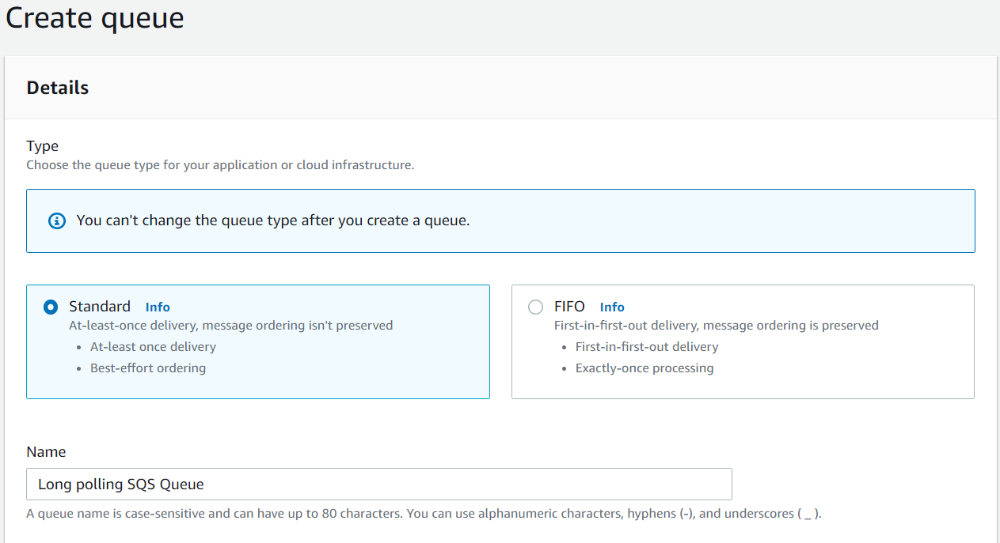 Create queue
Details
Type
Choose the queue type for your application or cloud infrastructure.
You can't change the queue type after you create a queue.
Standard Info
At-least-once delivery, message ordering isn't preserved
• At-least once delivery
• Best-effort ordering
FIFO Info
First-in-first-out delivery, message ordering is preserved
• First-in-first-out delivery
• Exactly-once processing
Name
Long polling SQS Queue
A queue name is case-sensitive and can have up to 80 characters. You can use alphanumeric characters, hyphens (-), and underscores ( _ ).